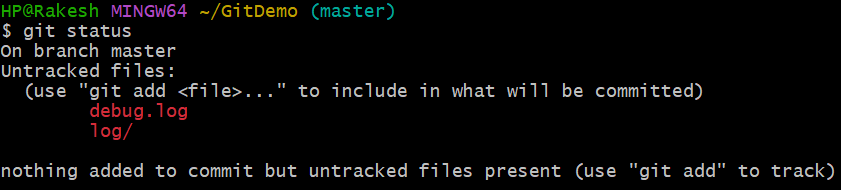 HP@Rakesh MINGW64 ~/GitDemo (master)
$ git status
On branch master
Untracked files:
  (use "git add <file>..." to include in what will be committed)
        debug.log
        log/

nothing added to commit but untracked files present (use "git add" to track)